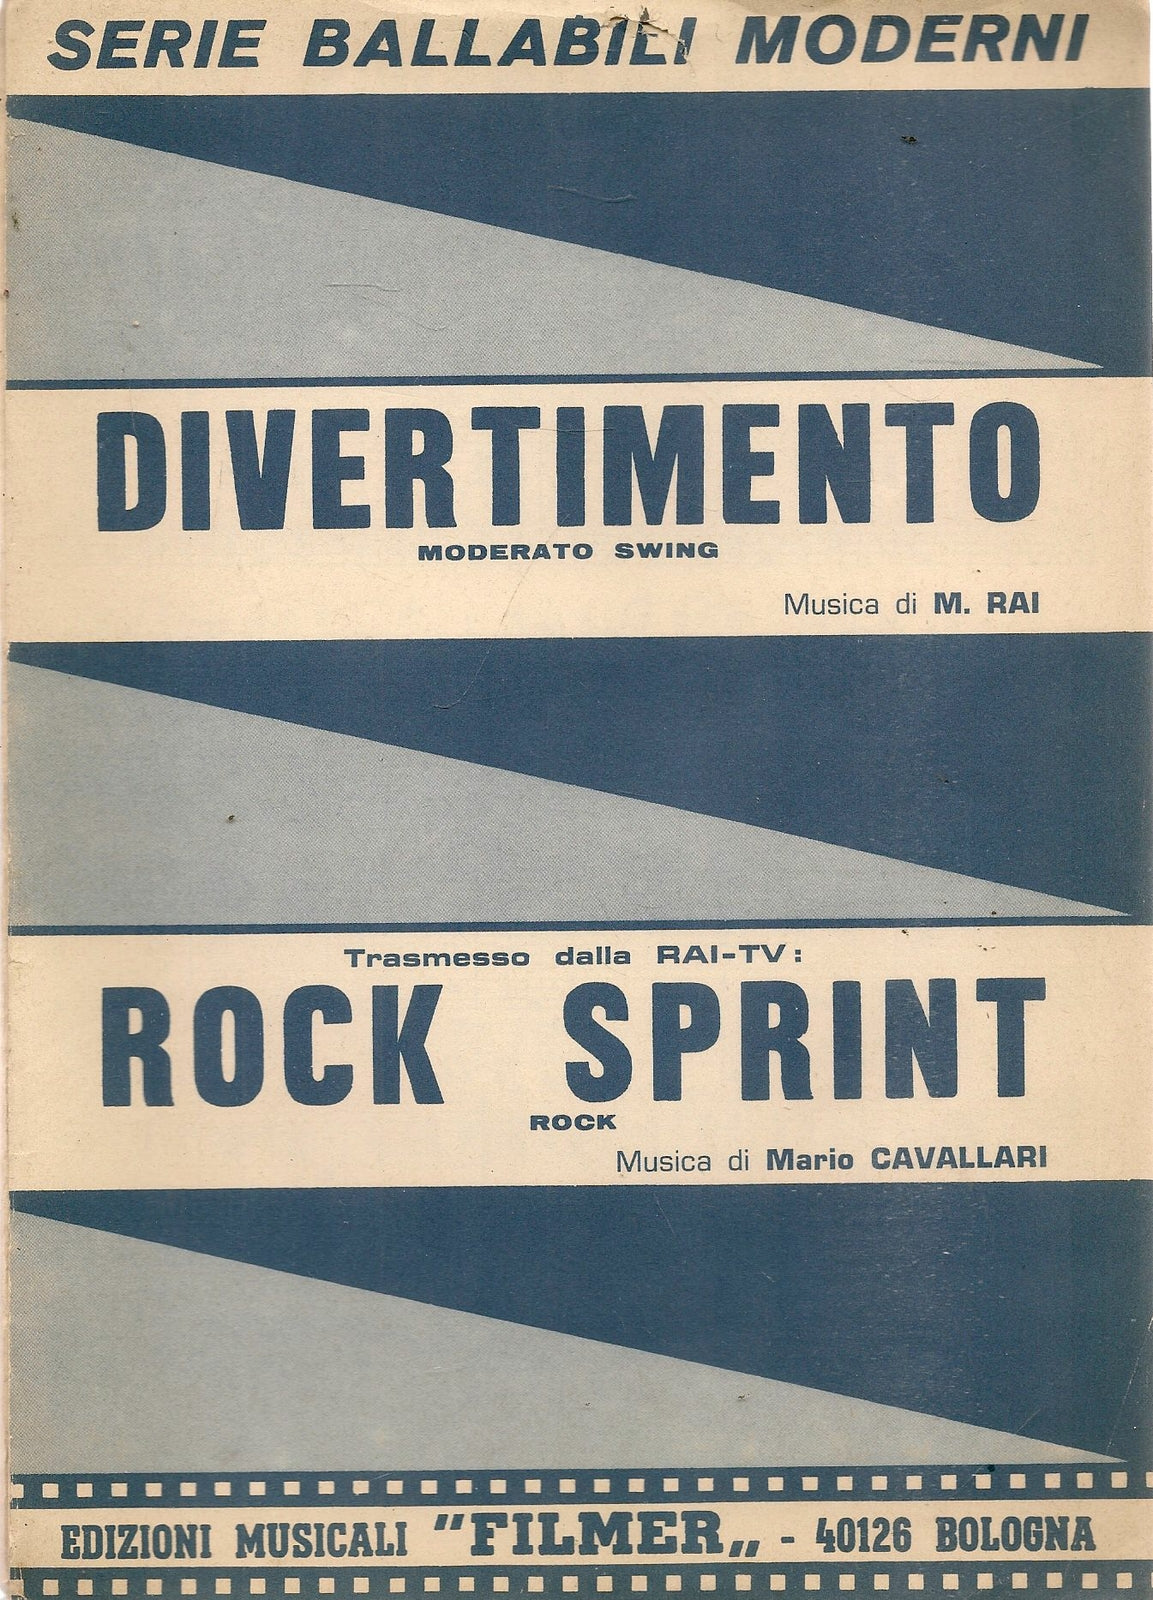 SERIE BALLABILI MODERNI
DIVERTIMENTO
MODERATO SWING
Musica di M. RAI
Trasmesso dalla RAI-TV:
ROCK SPRINT
ROCK
Musica di Mario CAVALLARI
EDIZIONI MUSICALI "FILMER„ - 40126 BOLOGNA